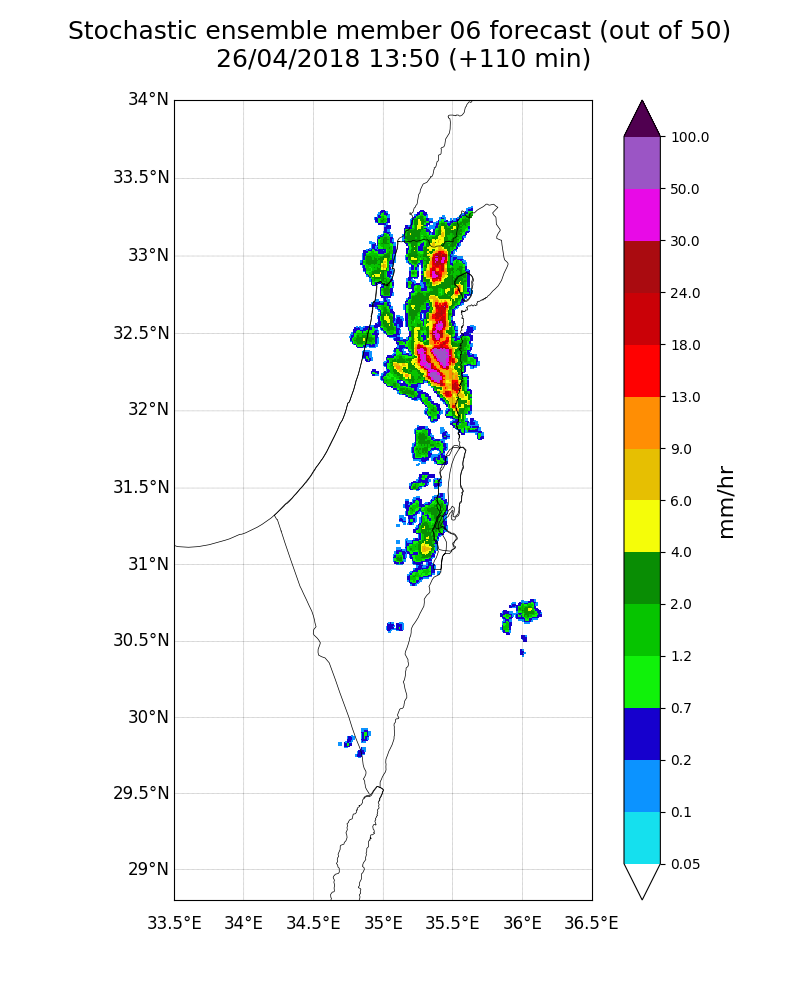 Stochastic ensemble member 06 forecast (out of 50)
26/04/2018 13:50 (+110 min)
34°N
33.5°N
33°N
32.5°N
32°N
31.5°N
31°N
30.5°N
30°N
29.5°N
29°N
33.5°E
34°E
34.5°E
35°E
35.5°E
36°E
36.5°E
100.0
50.0
30.0
24.0
18.0
13.0
9.0
6.0
4.0
2.0
1.2
0.7
0.2
0.1
0.05
mm/hr